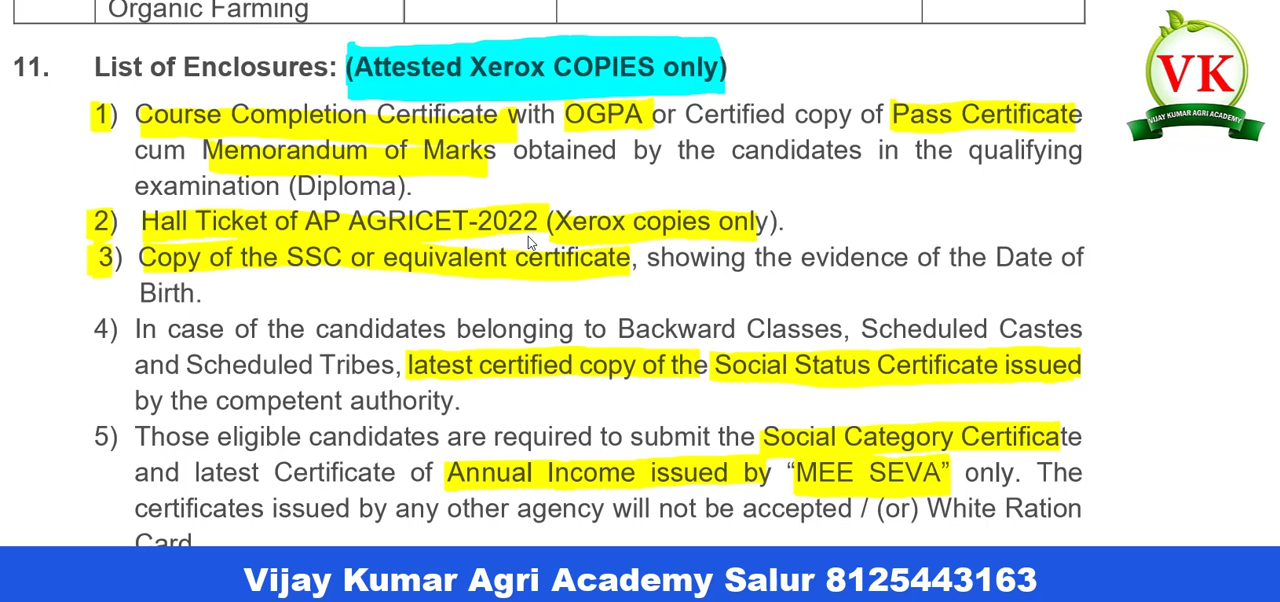 Organic Farming
11. List of Enclosures: (Attested Xerox COPIES only)
1) Course Completion Certificate with OGPA or Certified copy of Pass Certificate
cum Memorandum of Marks obtained by the candidates in the qualifying
examination (Diploma).
2) Hall Ticket of AP AGRICET-2022 (Xerox copies only).
3) Copy of the SSC or equivalent certificate, showing the evidence of the Date of
Birth.
4) In case of the candidates belonging to Backward Classes, Scheduled Castes
and Scheduled Tribes, latest certified copy of the Social Status Certificate issued
by the competent authority.
5) Those eligible candidates are required to submit the Social Category Certificate
and latest Certificate of Annual Income issued by “MEE SEVA” only. The
certificates issued by any other agency will not be accepted / (or) White Ration
Card
VK
VIJAY KUMAR AGRI ACADEMY
Vijay Kumar Agri Academy Salur 8125443163